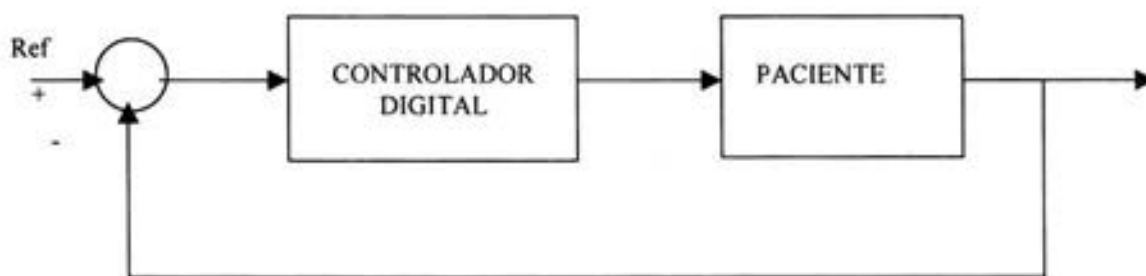 Ref
+
-
CONTROLADOR
DIGITAL
PACIENTE